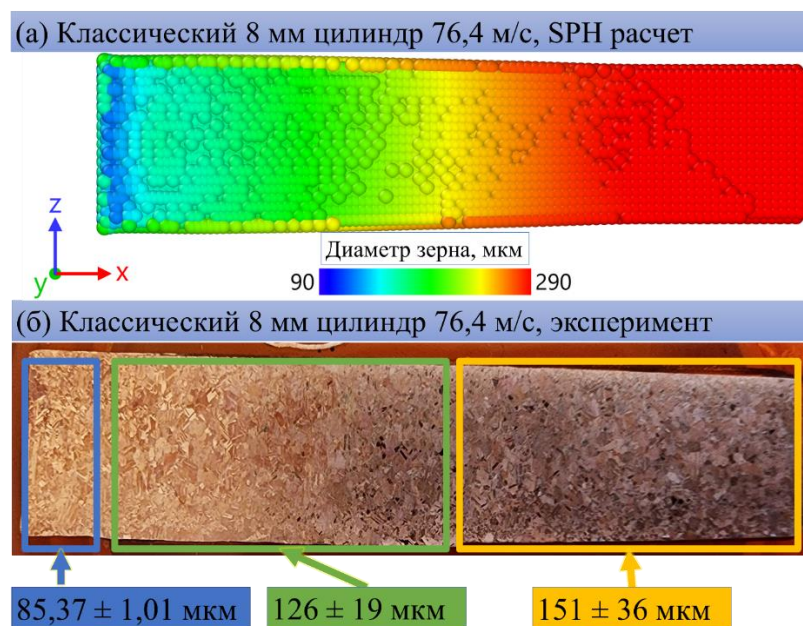 (а) Классический 8 мм цилиндр 76,4 м/с, SPH расчет
z
y
x
Диаметр зерна, мкм
90
290
(б) Классический 8 мм цилиндр 76,4 м/с, эксперимент
85,37 ± 1,01 мкм
126 ± 19 мкм
151 ± 36 мкм